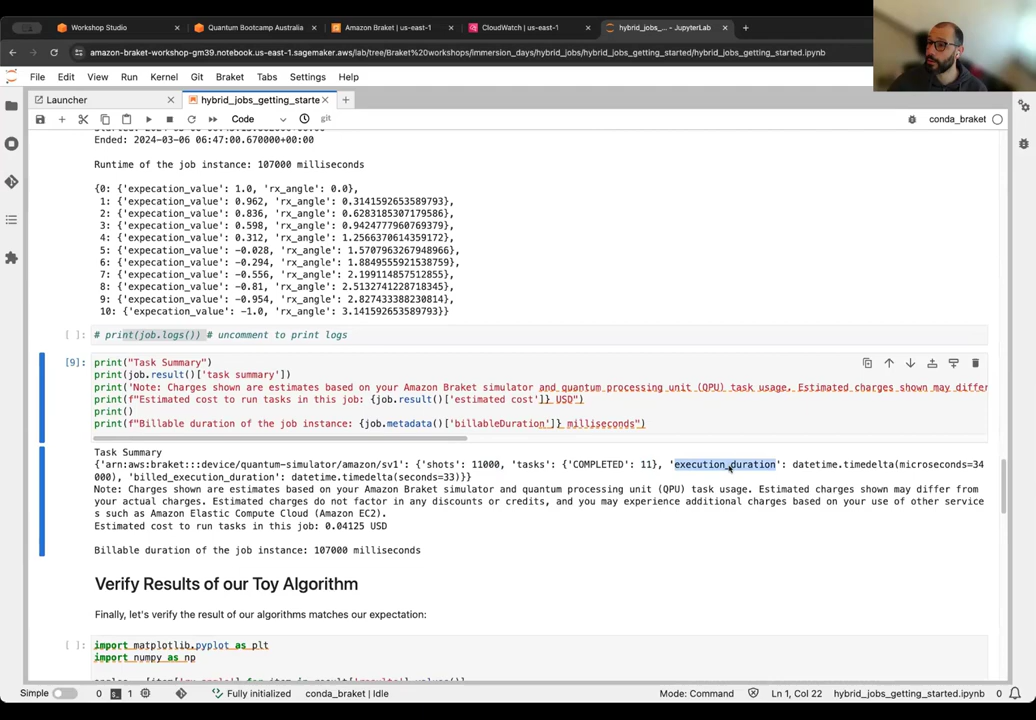 Workshop Studio
Quantum Bootcamp Australia
Amazon Braket | us-east-1
CloudWatch | us-east-1
hybrid_jobs_... - JupyterLab
amazon-braket-workshop-gm39.notebook.us-east-1.sagemaker.aws/lab/tree/Braket%20workshops/immersion_days/hybrid_jobs/hybrid_jobs_getting_started/hybrid_jobs_getting_started.ipynb
File Edit View Run Kernel Git Braket Tabs Settings Help
Launcher
hybrid_jobs_getting_starte
Code
git
conda_braket
Ended: 2024-03-06 06:47:00.670000+00:00
Runtime of the job instance: 107000 milliseconds
{0: {'expecation_value': 1.0, 'rx_angle': 0.0},
1: {'expecation_value': 0.962, 'rx_angle': 0.3141592653589793},
2: {'expecation_value': 0.836, 'rx_angle': 0.6283185307179586},
3: {'expecation_value': 0.598, 'rx_angle': 0.9424777960769379},
4: {'expecation_value': 0.312, 'rx_angle': 1.2566370614359172},
5: {'expecation_value': -0.028, 'rx_angle': 1.5707963267948966},
6: {'expecation_value': -0.294, 'rx_angle': 1.8849555921538759},
7: {'expecation_value': -0.556, 'rx_angle': 2.199114857512855},
8: {'expecation_value': -0.81, 'rx_angle': 2.5132741228718345},
9: {'expecation_value': -0.954, 'rx_angle': 2.827433388230814},
10: {'expecation_value': -1.0, 'rx_angle': 3.141592653589793}}
[ ]: # print(job.logs()) # uncomment to print logs
[9]: print("Task Summary")
print(job.result()['task summary'])
print('Note: Charges shown are estimates based on your Amazon Braket simulator and quantum processing unit (QPU) task usage. Estimated charges shown may differ
print(f"Estimated cost to run tasks in this job: {job.result()['estimated cost']} USD")
print()
print(f"Billable duration of the job instance: {job.metadata()['billableDuration']} milliseconds")
Task Summary
{'arn:aws:braket:::device/quantum-simulator/amazon/sv1': {'shots': 11000, 'tasks': {'COMPLETED': 11}, 'execution_duration': datetime.timedelta(microseconds=34
000), 'billed_execution_duration': datetime.timedelta(seconds=33)}}
Note: Charges shown are estimates based on your Amazon Braket simulator and quantum processing unit (QPU) task usage. Estimated charges shown may differ from
your actual charges. Estimated charges do not factor in any discounts or credits, and you may experience additional charges based on your use of other service
s such as Amazon Elastic Compute Cloud (Amazon EC2).
Estimated cost to run tasks in this job: 0.04125 USD
Billable duration of the job instance: 107000 milliseconds
Verify Results of our Toy Algorithm
Finally, let's verify the result of our algorithms matches our expectation:
[ ]: import matplotlib.pyplot as plt
import numpy as np
Simple 0 1 Fully initialized conda_braket | Idle Mode: Command Ln 1, Col 22 hybrid_jobs_getting_started.ipynb 0